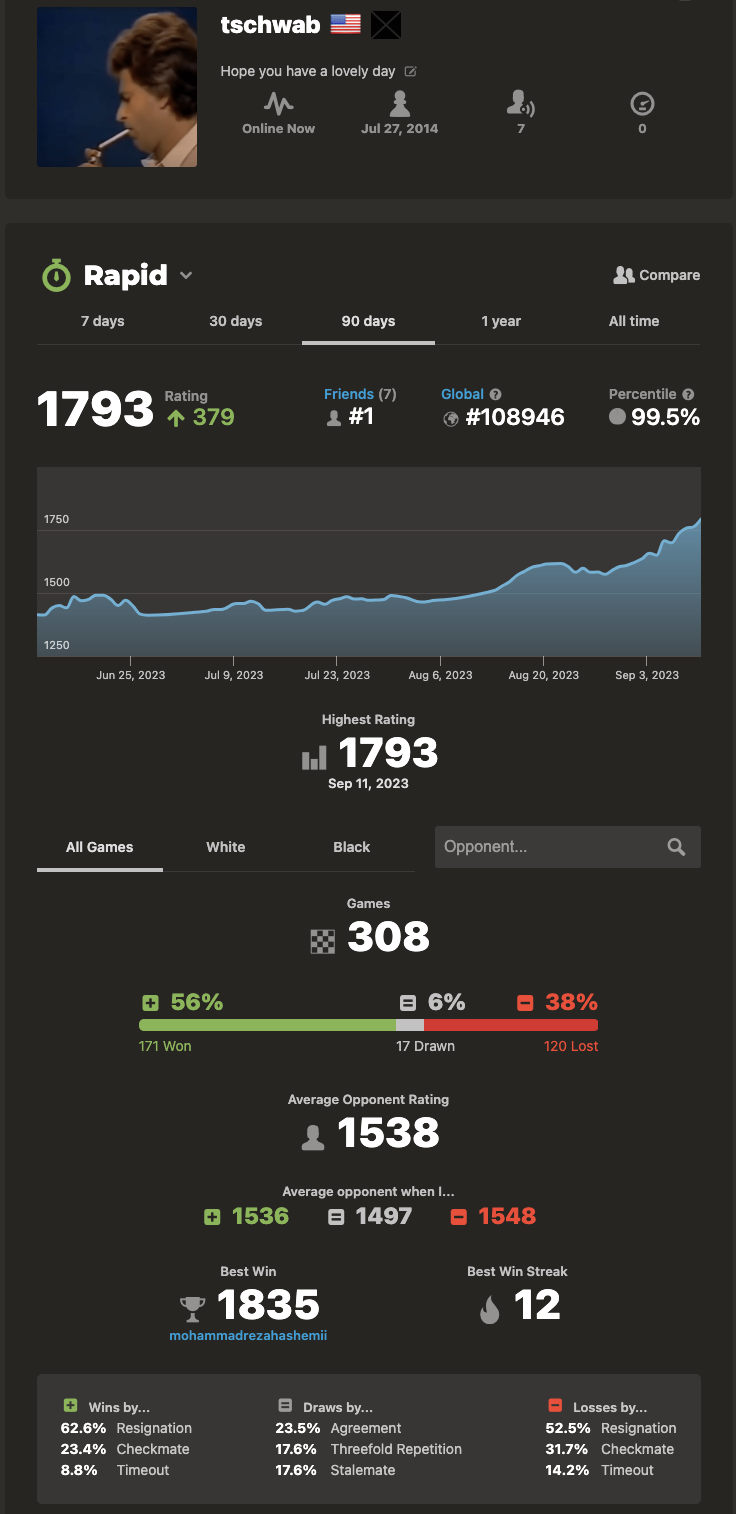 tschwab
Hope you have a lovely day
Online Now Jul 27, 2014 7 0
Rapid Compare
7 days 30 days 90 days 1 year All time
1793 Rating 379
Friends (7) #1
Global #108946
Percentile 99.5%
1750
1500
1250
Jun 25, 2023 Jul 9, 2023 Jul 23, 2023 Aug 6, 2023 Aug 20, 2023 Sep 3, 2023
Highest Rating
1793
Sep 11, 2023
All Games White Black Opponent...
Games
308
56% 6% 38%
171 Won 17 Drawn 120 Lost
Average Opponent Rating
1538
Average opponent when I...
1536 1497 1548
Best Win
1835
mohammadrezahashemii
Best Win Streak
12
Wins by...
62.6% Resignation
23.4% Checkmate
8.8% Timeout
Draws by...
23.5% Agreement
17.6% Threefold Repetition
17.6% Stalemate
Losses by...
52.5% Resignation
31.7% Checkmate
14.2% Timeout